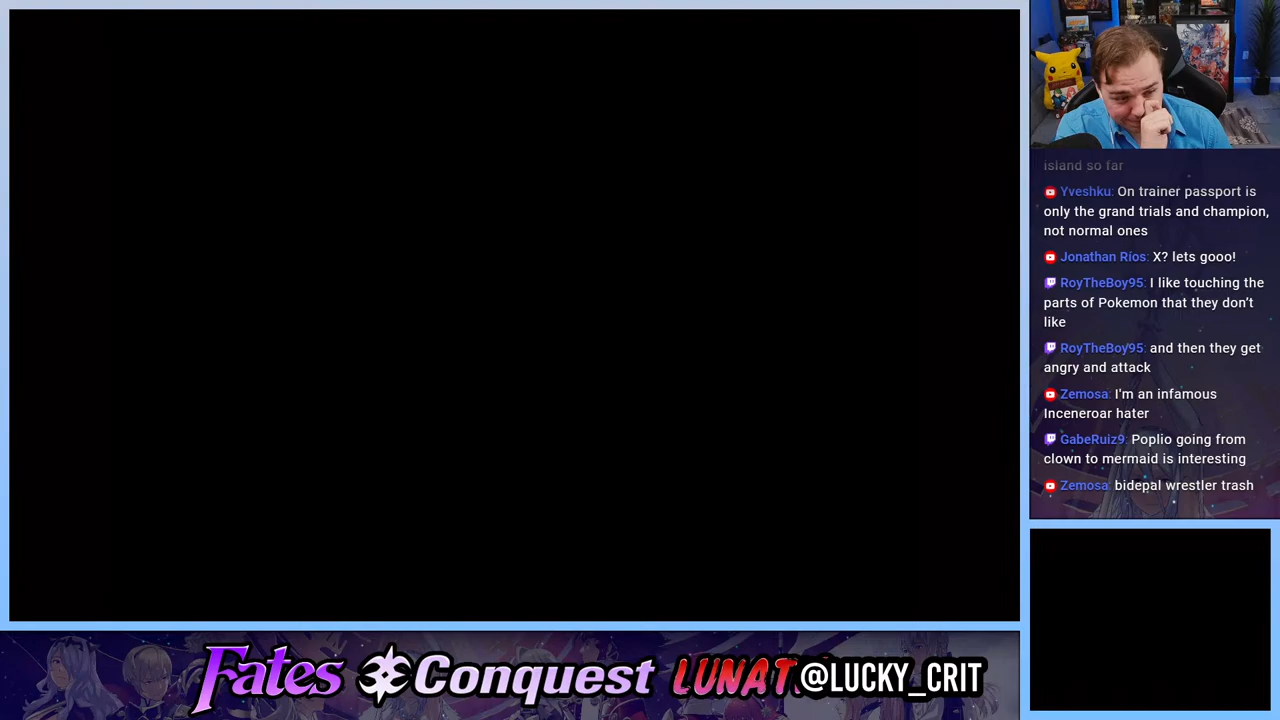 island so far
Yveshku: On trainer passport is
only the grand trials and champion,
not normal ones
Jonathan Ríos: X? lets gooo!
RoyTheBoy95: I like touching the
parts of Pokemon that they don't
like
RoyTheBoy95: and then they get
angry and attack
Zemosa: I'm an infamous
Inceneroar hater
GabeRuiz9: Poplio going from
clown to mermaid is interesting
Zemosa: bidepal wrestler trash
Fates Conquest LUNAT @LUCKY_CRIT